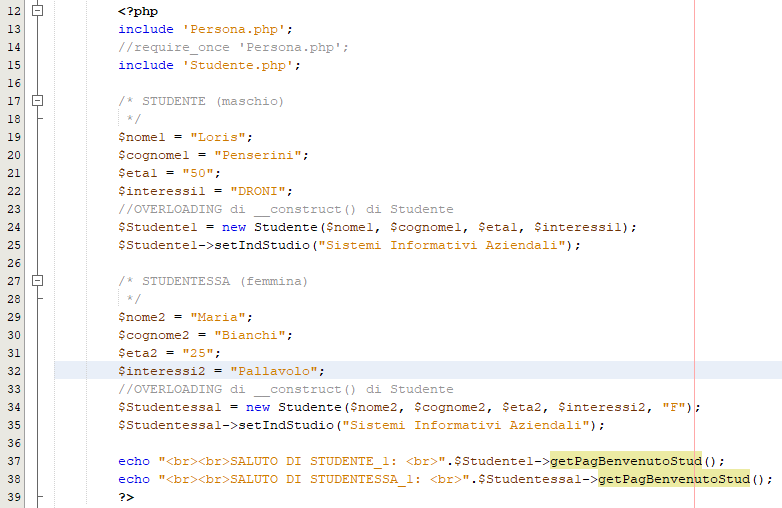 12 <?php
13 include 'Persona.php';
14 //require_once 'Persona.php';
15 include 'Studente.php';
16
17 /* STUDENTE (maschio)
18 */
19 $nome1 = "Loris";
20 $cognome1 = "Penserini";
21 $eta1 = "50";
22 $interessi1 = "DRONI";
23 //OVERLOADING di __construct() di Studente
24 $Studente1 = new Studente($nome1, $cognome1, $eta1, $interessi1);
25 $Studente1->setIndStudio("Sistemi Informativi Aziendali");
26
27 /* STUDENTESSA (femmina)
28 */
29 $nome2 = "Maria";
30 $cognome2 = "Bianchi";
31 $eta2 = "25";
32 $interessi2 = "Pallavolo";
33 //OVERLOADING di __construct() di Studente
34 $Studentessa1 = new Studente($nome2, $cognome2, $eta2, $interessi2, "F");
35 $Studentessa1->setIndStudio("Sistemi Informativi Aziendali");
36
37 echo "<br><br>SALUTO DI STUDENTE_1: <br>".$Studente1->getPagBenvenutoStud();
38 echo "<br><br>SALUTO DI STUDENTESSA_1: <br>".$Studentessa1->getPagBenvenutoStud();
39 ?>